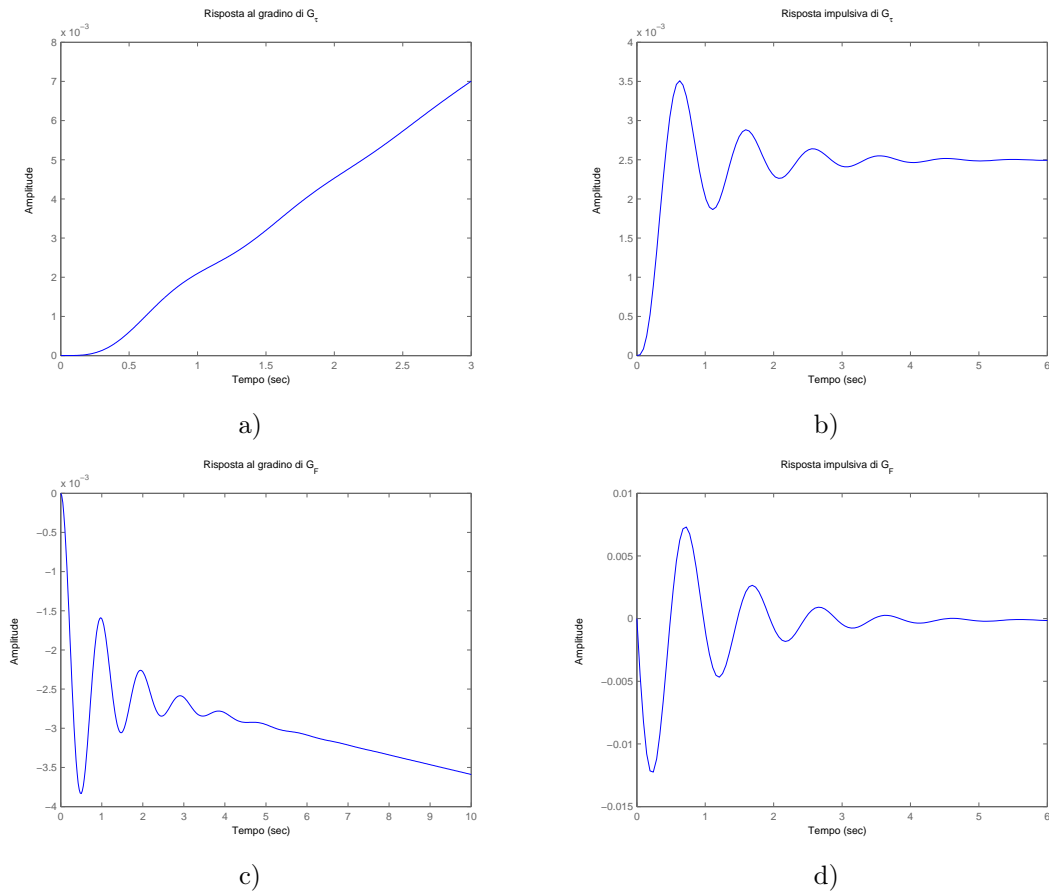 Risposta al gradino di G_τ
x 10^−3
8
7
6
5
4
3
2
1
0
Amplitude
0 0.5 1 1.5 2 2.5 3
Tempo (sec)
a)
Risposta impulsiva di G_τ
x 10^−3
4
3.5
3
2.5
2
1.5
1
0.5
0
Amplitude
0 1 2 3 4 5 6
Tempo (sec)
b)
Risposta al gradino di G_F
x 10^−3
0
−0.5
−1
−1.5
−2
−2.5
−3
−3.5
−4
Amplitude
0 1 2 3 4 5 6 7 8 9 10
Tempo (sec)
c)
Risposta impulsiva di G_F
0.01
0.005
0
−0.005
−0.01
−0.015
Amplitude
0 1 2 3 4 5 6
Tempo (sec)
d)